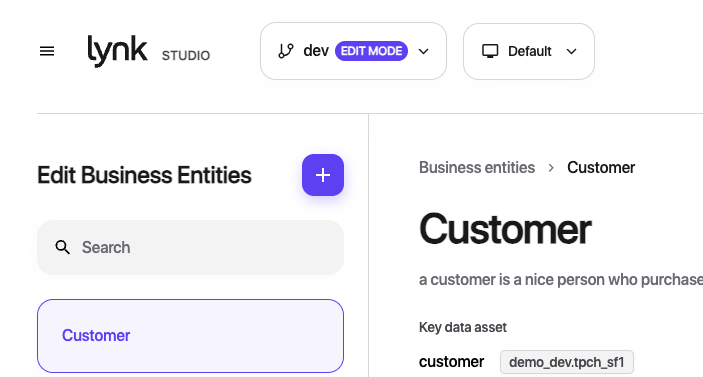 lynk STUDIO
dev EDIT MODE
Default
Edit Business Entities
Search
Customer
Business entities > Customer
Customer
a customer is a nice person who purchase
Key data asset
customer demo_dev.tpch_sf1